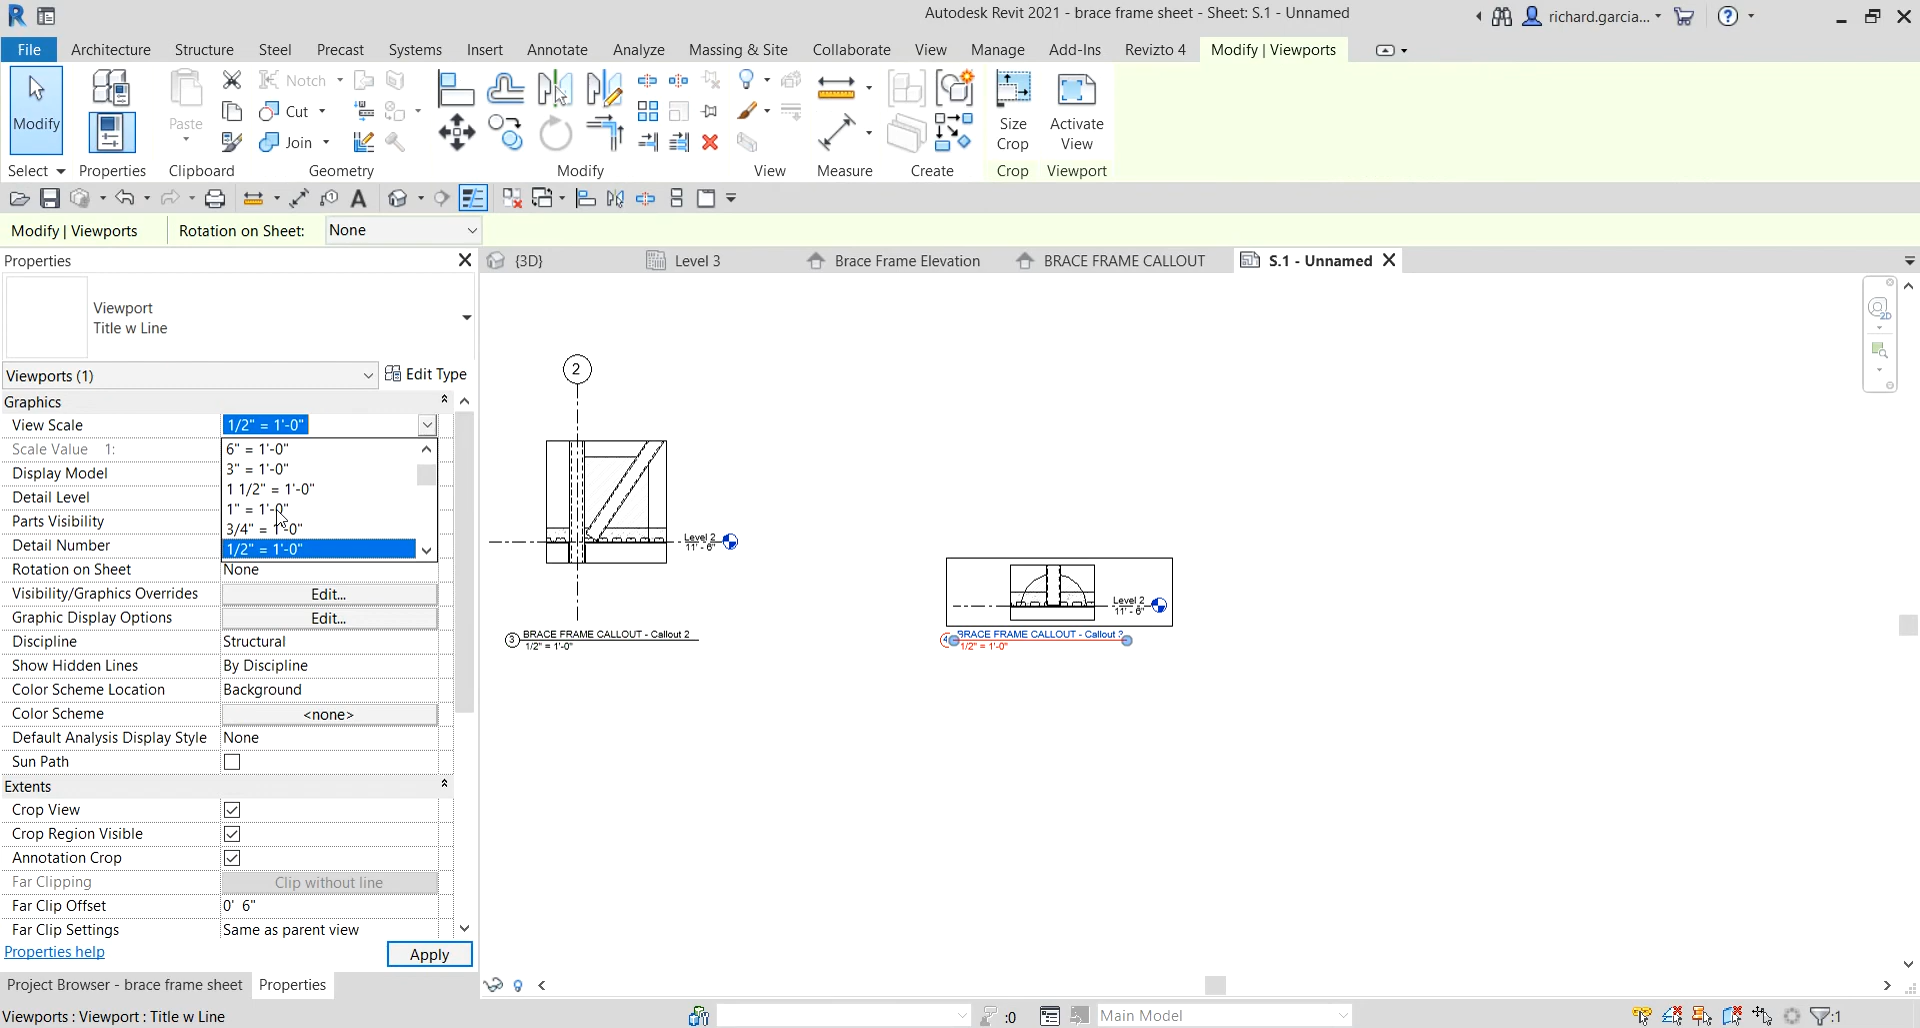 Autodesk Revit 2021 - brace frame sheet - Sheet: S.1 - Unnamed
richard.garcia...
File
Architecture
Structure
Steel
Precast
Systems
Insert
Annotate
Analyze
Massing & Site
Collaborate
View
Manage
Add-Ins
Revizto 4
Modify | Viewports
Modify
Paste
Notch
Cut
Join
Size
Crop
Activate
View
Select
Properties
Clipboard
Geometry
Modify
View
Measure
Create
Crop
Viewport
Modify | Viewports
Rotation on Sheet:
None
Properties
{3D}
Level 3
Brace Frame Elevation
BRACE FRAME CALLOUT
S.1 - Unnamed
Viewport
Title w Line
Viewports (1)
Edit Type
Graphics
View Scale
1/2" = 1'-0"
Scale Value 1:
6" = 1'-0"
3" = 1'-0"
1 1/2" = 1'-0"
1" = 1'-0"
3/4" = 1'-0"
1/2" = 1'-0"
Display Model
Detail Level
Parts Visibility
Detail Number
Rotation on Sheet
None
Visibility/Graphics Overrides
Edit...
Graphic Display Options
Edit...
Discipline
Structural
Show Hidden Lines
By Discipline
Color Scheme Location
Background
Color Scheme
<none>
Default Analysis Display Style
None
Sun Path
Extents
Crop View
Crop Region Visible
Annotation Crop
Far Clipping
Clip without line
Far Clip Offset
0' 6"
Far Clip Settings
Same as parent view
Properties help
Apply
Project Browser - brace frame sheet
Properties
2
Level 2
11' - 6"
3
BRACE FRAME CALLOUT - Callout 2
1/2" = 1'-0"
Level 2
11' - 6"
4
BRACE FRAME CALLOUT - Callout
1/2" = 1'-0"
2D
Viewports : Viewport : Title w Line
:0
Main Model
:1